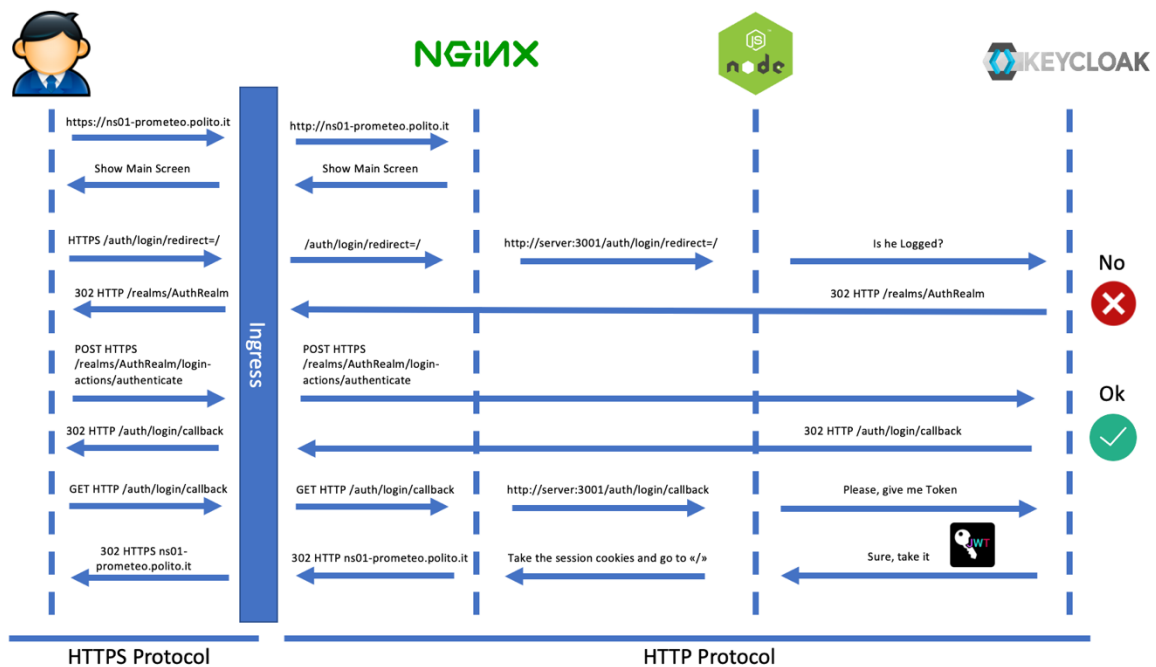 NGINX
JS
node
KEYCLOAK
https://ns01-prometeo.polito.it
http://ns01-prometeo.polito.it
Show Main Screen
Show Main Screen
HTTPS /auth/login/redirect=/
/auth/login/redirect=/
http://server:3001/auth/login/redirect=/
Is he Logged?
No
302 HTTP /realms/AuthRealm
302 HTTP /realms/AuthRealm
Ingress
POST HTTPS
/realms/AuthRealm/login-
actions/authenticate
POST HTTPS
/realms/AuthRealm/login-
actions/authenticate
Ok
302 HTTP /auth/login/callback
302 HTTP /auth/login/callback
GET HTTP /auth/login/callback
GET HTTP /auth/login/callback
http://server:3001/auth/login/callback
Please, give me Token
302 HTTPS ns01-
prometeo.polito.it
302 HTTP ns01-prometeo.polito.it
Take the session cookies and go to «/»
Sure, take it
JWT
HTTPS Protocol
HTTP Protocol